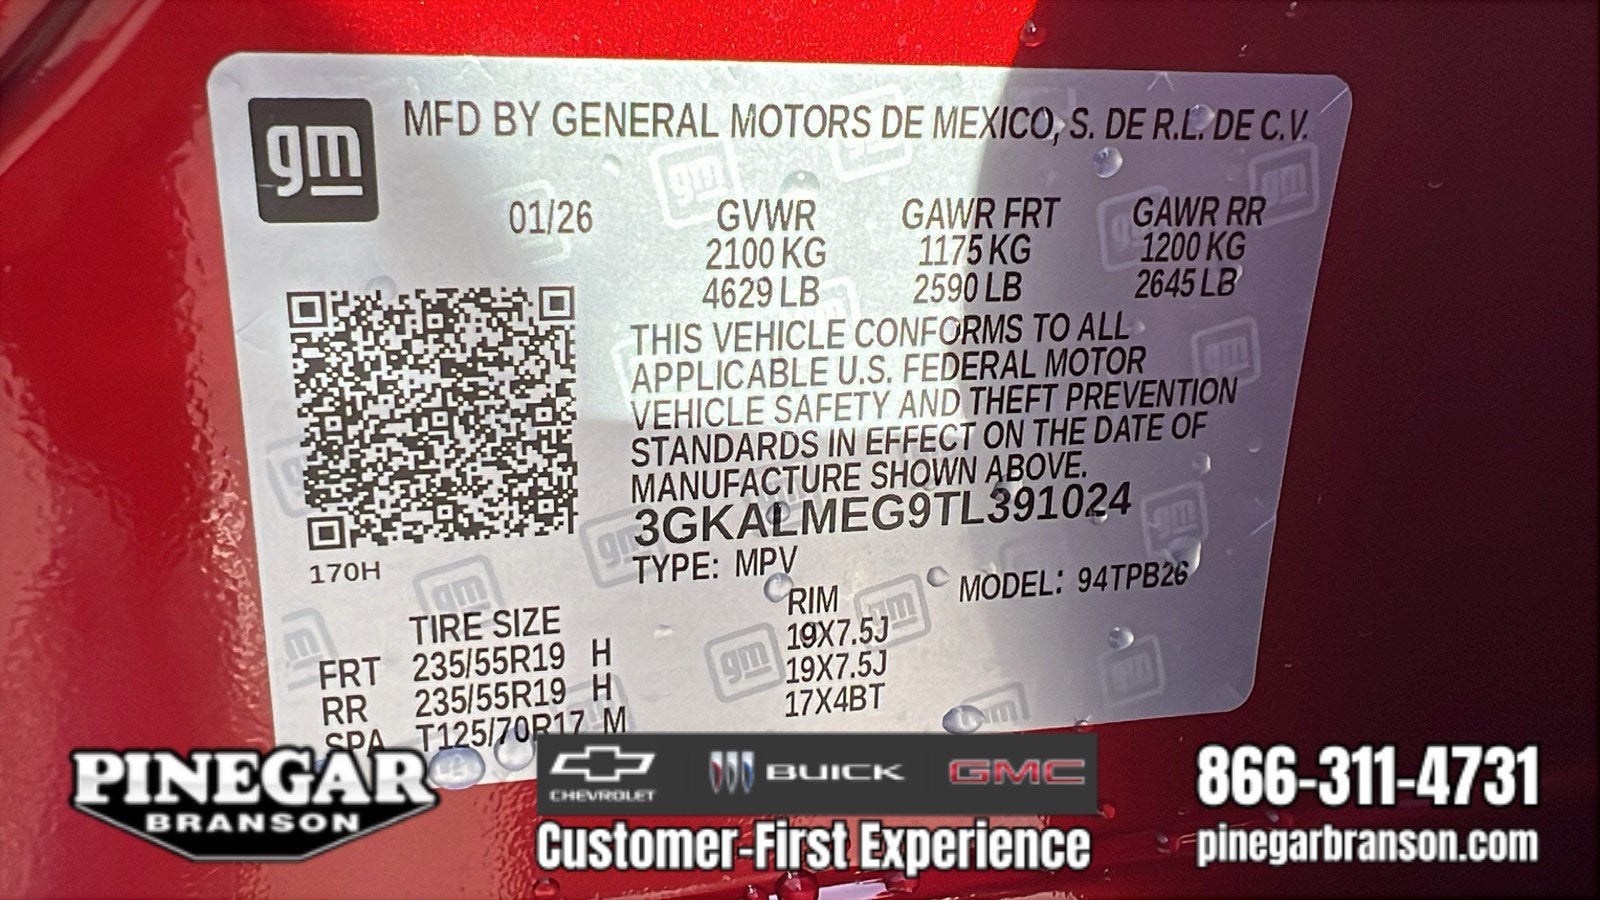 gm
MFD BY GENERAL MOTORS DE MEXICO, S. DE R.L. DE C.V.
01/26 GVWR GAWR FRT GAWR RR
2100 KG 1175 KG 1200 KG
4629 LB 2590 LB 2645 LB
THIS VEHICLE CONFORMS TO ALL
APPLICABLE U.S. FEDERAL MOTOR
VEHICLE SAFETY AND THEFT PREVENTION
STANDARDS IN EFFECT ON THE DATE OF
MANUFACTURE SHOWN ABOVE.
3GKALMEG9TL391024
170H
TYPE: MPV MODEL: 94TPB26
TIRE SIZE RIM
FRT 235/55R19 H 19X7.5J
RR 235/55R19 H 19X7.5J
SPA T125/70R17 M 17X4BT
PINEGAR
BRANSON
CHEVROLET
BUICK
GMC
Customer-First Experience
866-311-4731
pinegarbranson.com